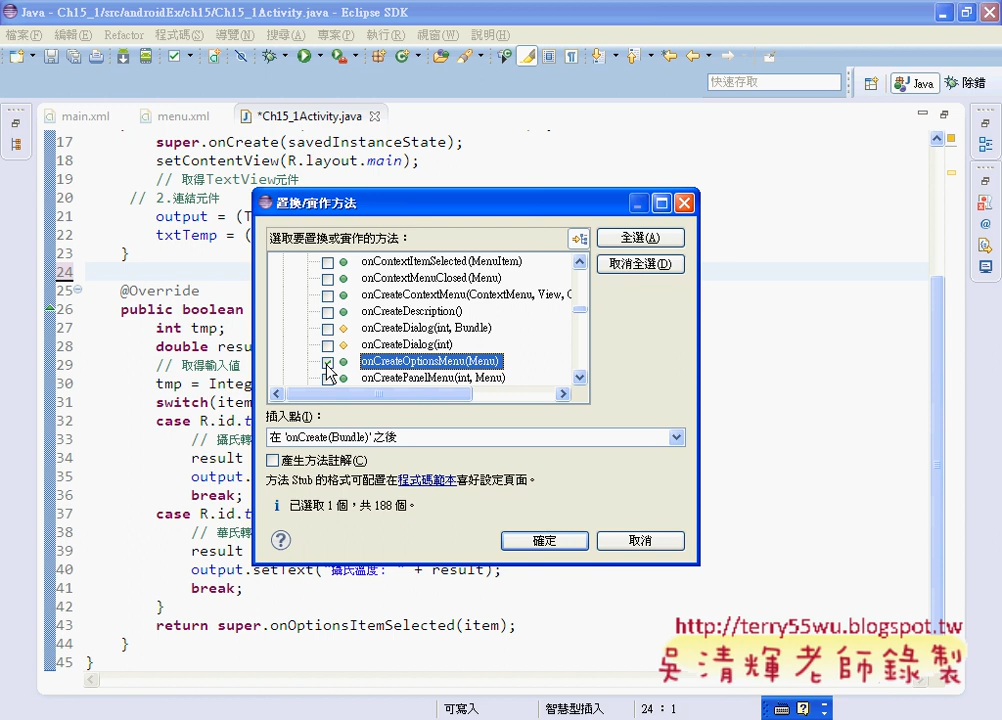 Java - Ch15_1/src/androidEx/ch15/Ch15_1Activity.java - Eclipse SDK
檔案(F) 編輯(E) Refactor 程式碼(S) 導覽(N) 搜尋(A) 專案(P) 執行(R) 視窗(W) 說明(H)
快速存取
Java
除錯
main.xml
menu.xml
*Ch15_1Activity.java
17 super.onCreate(savedInstanceState);
18 setContentView(R.layout.main);
19 // 取得TextView元件
20 // 2.連結元件
21 output = (T
22 txtTemp = (
23 }
24
25 @Override
26 public boolean
27 int tmp;
28 double resu
29 // 取得輸入值
30 tmp = Integ
31 switch(item
32 case R.id.t
33 // 攝氏轉
34 result
35 output.
36 break;
37 case R.id.t
38 // 華氏轉
39 result
40 output.setText("攝氏溫度: " + result);
41 break;
42 }
43 return super.onOptionsItemSelected(item);
44 }
45 }
置換/實作方法
選取要置換或實作的方法：
全選(A)
取消全選(D)
onContextItemSelected(MenuItem)
onContextMenuClosed(Menu)
onCreateContextMenu(ContextMenu, View, C
onCreateDescription()
onCreateDialog(int, Bundle)
onCreateDialog(int)
onCreateOptionsMenu(Menu)
onCreatePanelMenu(int, Menu)
插入點(I)：
在 'onCreate(Bundle)' 之後
產生方法註解(C)
方法 Stub 的格式可配置在程式碼範本喜好設定頁面。
i 已選取 1 個，共 188 個。
確定
取消
http://terry55wu.blogspot.tw
吳清輝老師錄製
可寫入
智慧型插入
24 : 1